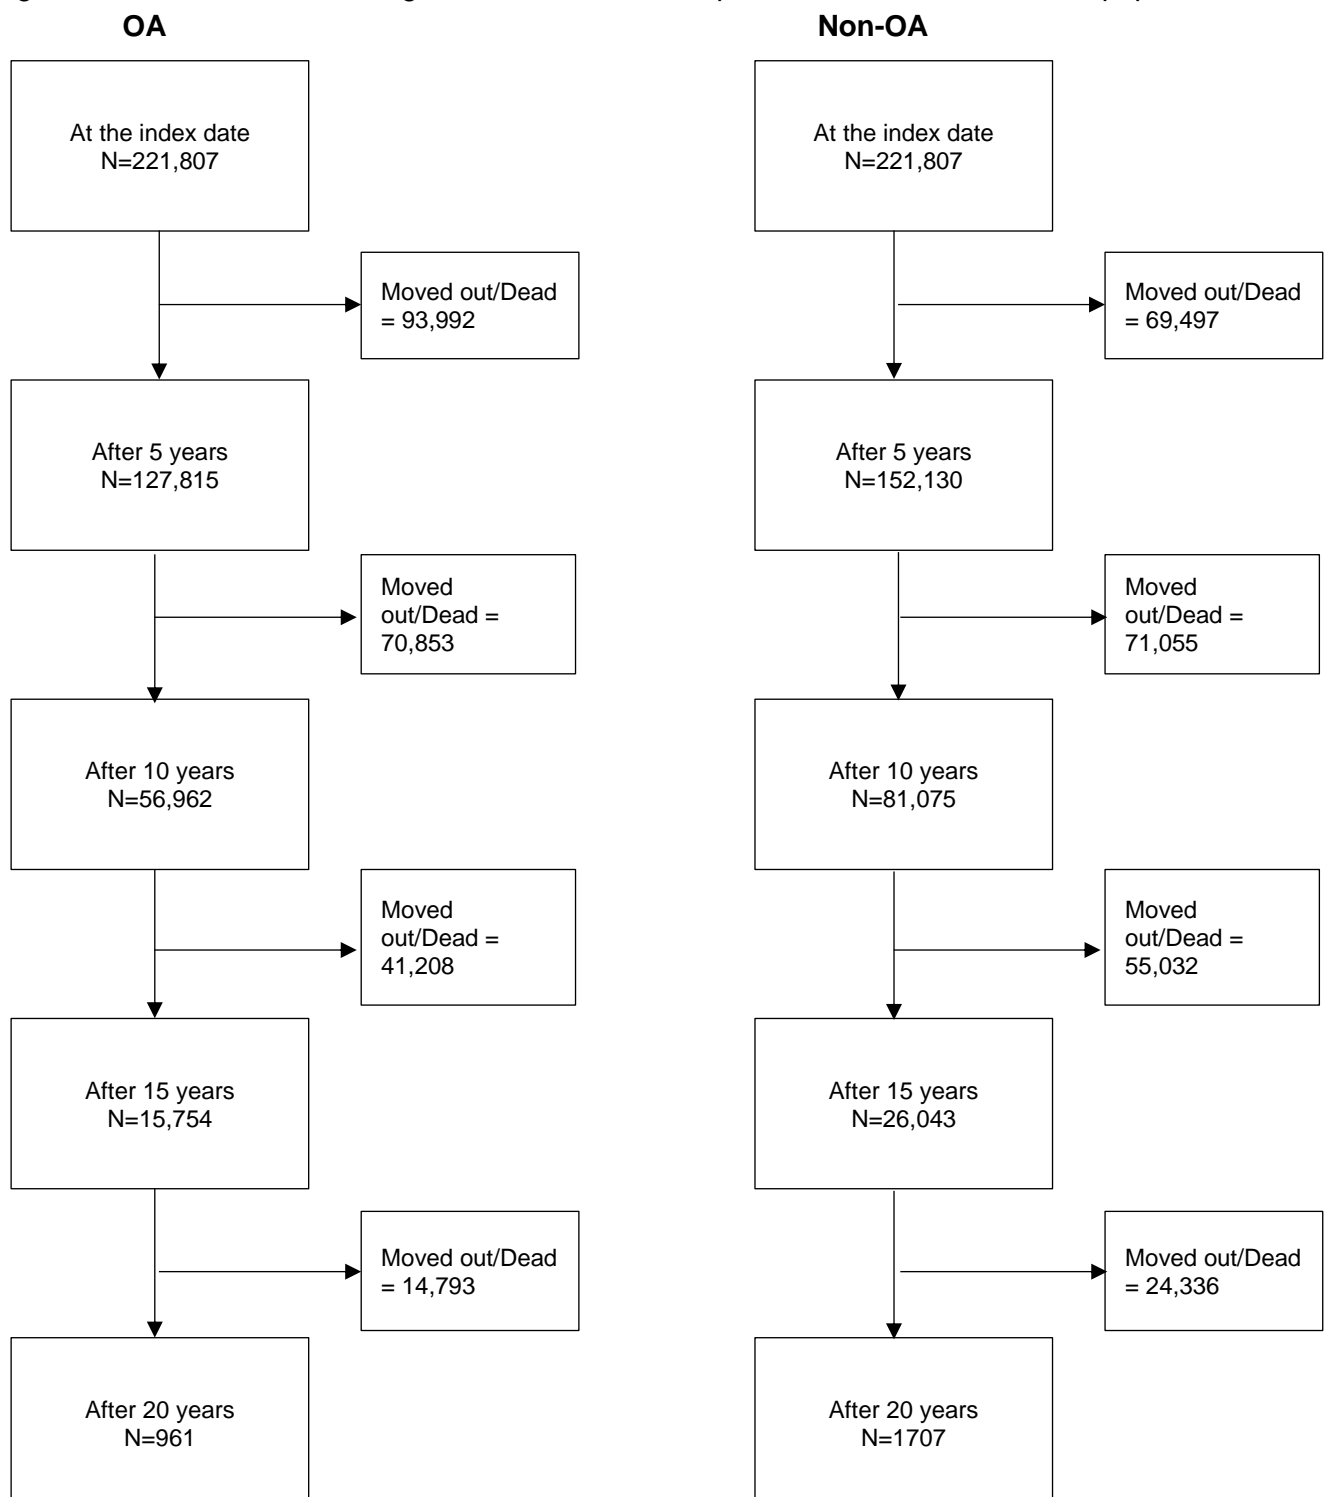 OA
At the index date
N=221,807
Moved out/Dead
= 93,992
After 5 years
N=127,815
Moved
out/Dead =
70,853
After 10 years
N=56,962
Moved
out/Dead =
41,208
After 15 years
N=15,754
Moved out/Dead
= 14,793
After 20 years
N=961
Non-OA
At the index date
N=221,807
Moved out/Dead
= 69,497
After 5 years
N=152,130
Moved
out/Dead =
71,055
After 10 years
N=81,075
Moved
out/Dead =
55,032
After 15 years
N=26,043
Moved out/Dead
= 24,336
After 20 years
N=1707